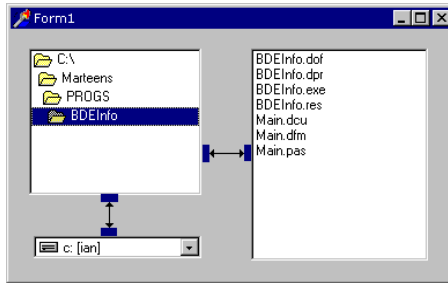 Form1
C:\
Marteens
PROGS
BDEInfo
c: [ian]
BDEInfo.dof
BDEInfo.dpr
BDEInfo.exe
BDEInfo.res
Main.dcu
Main.dfm
Main.pas